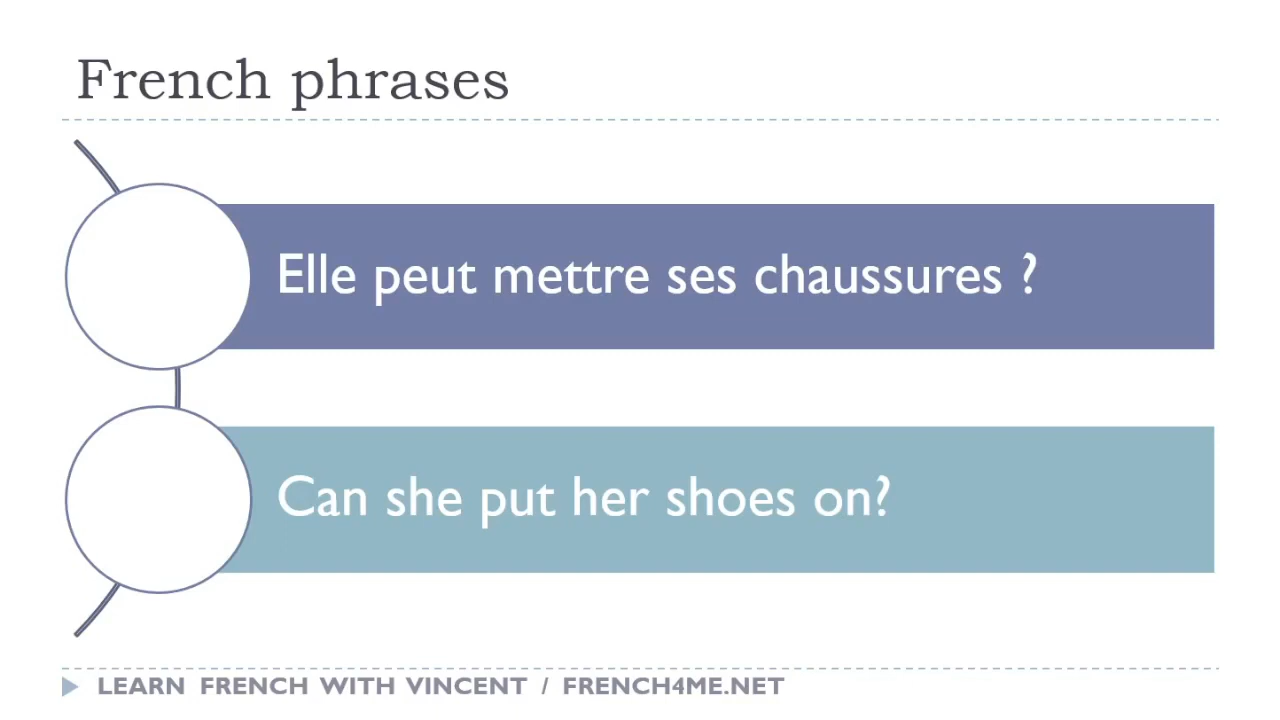 French phrases
Elle peut mettre ses chaussures ?
Can she put her shoes on?
LEARN FRENCH WITH VINCENT / FRENCH4ME.NET